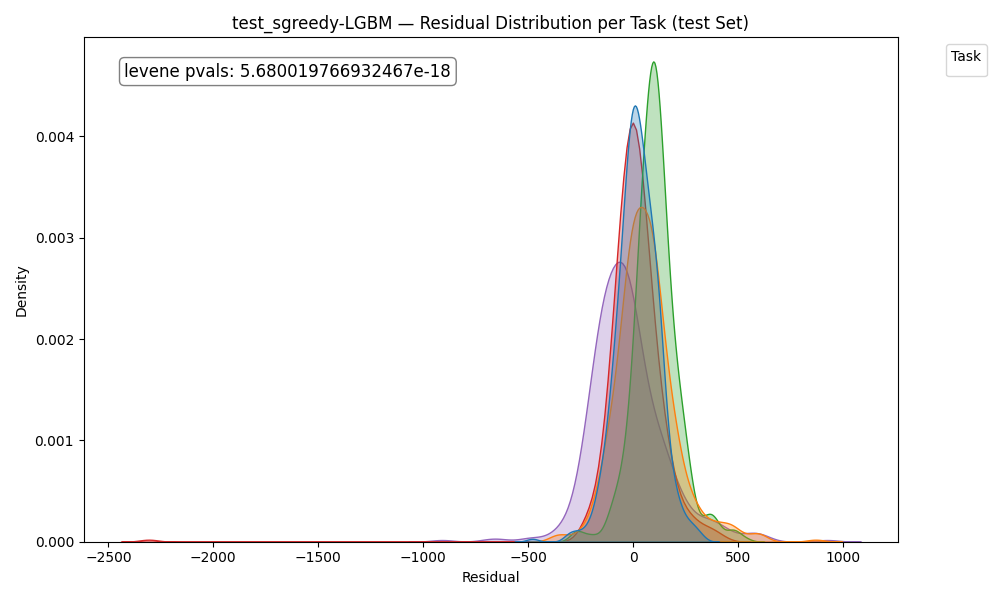 test_sgreedy-LGBM — Residual Distribution per Task (test Set)
levene pvals: 5.680019766932467e-18
Task
Density
0.004
0.003
0.002
0.001
0.000
−2500 −2000 −1500 −1000 −500 0 500 1000
Residual